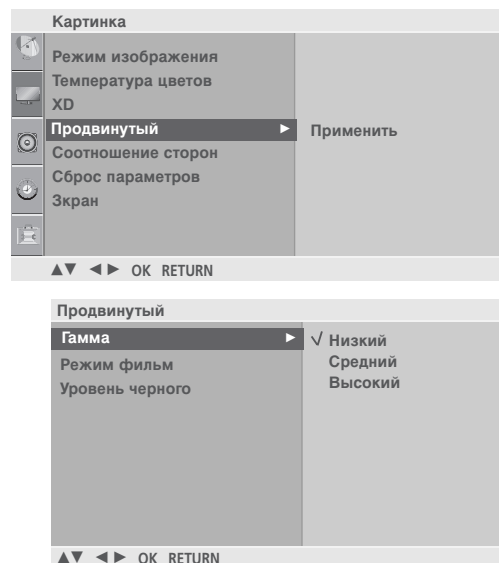 Картинка
Режим изображения
Температура цветов
XD
Продвинутый ► Применить
Соотношение сторон
Сброс параметров
Зкран
▲▼ ◄► OK RETURN
Продвинутый
Гамма ► √ Низкий
Режим фильм Средний
Уровень черного Высокий
▲▼ ◄► OK RETURN